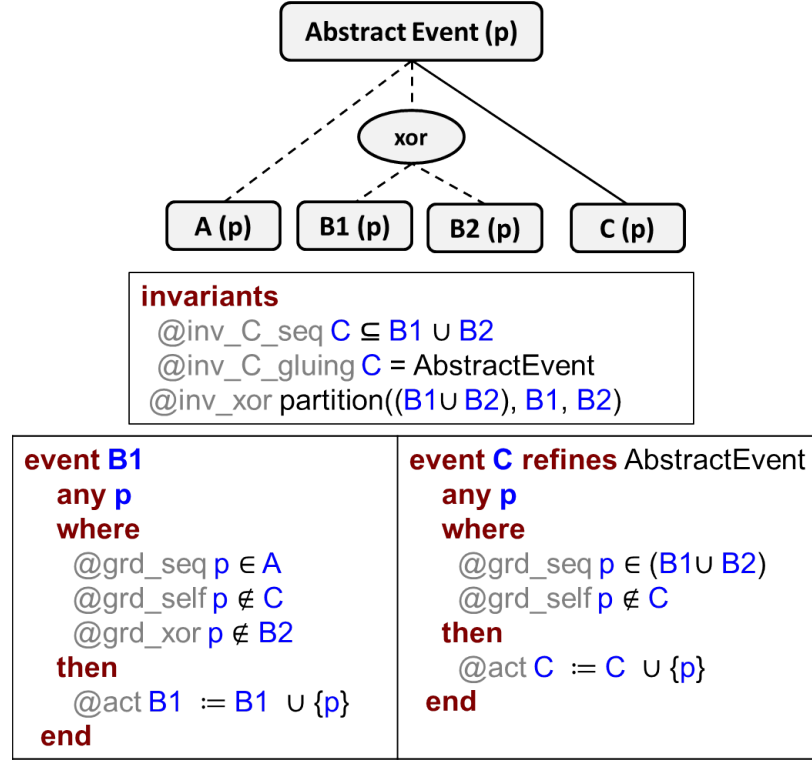 Abstract Event (p)
xor
A (p)
B1 (p)
B2 (p)
C (p)
invariants
@inv_C_seq C ⊆ B1 ∪ B2
@inv_C_gluing C = AbstractEvent
@inv_xor partition((B1∪ B2), B1, B2)
event B1
any p
where
@grd_seq p ∈ A
@grd_self p ∉ C
@grd_xor p ∉ B2
then
@act B1 ≔ B1 ∪ {p}
end
event C refines AbstractEvent
any p
where
@grd_seq p ∈ (B1∪ B2)
@grd_self p ∉ C
then
@act C ≔ C ∪ {p}
end